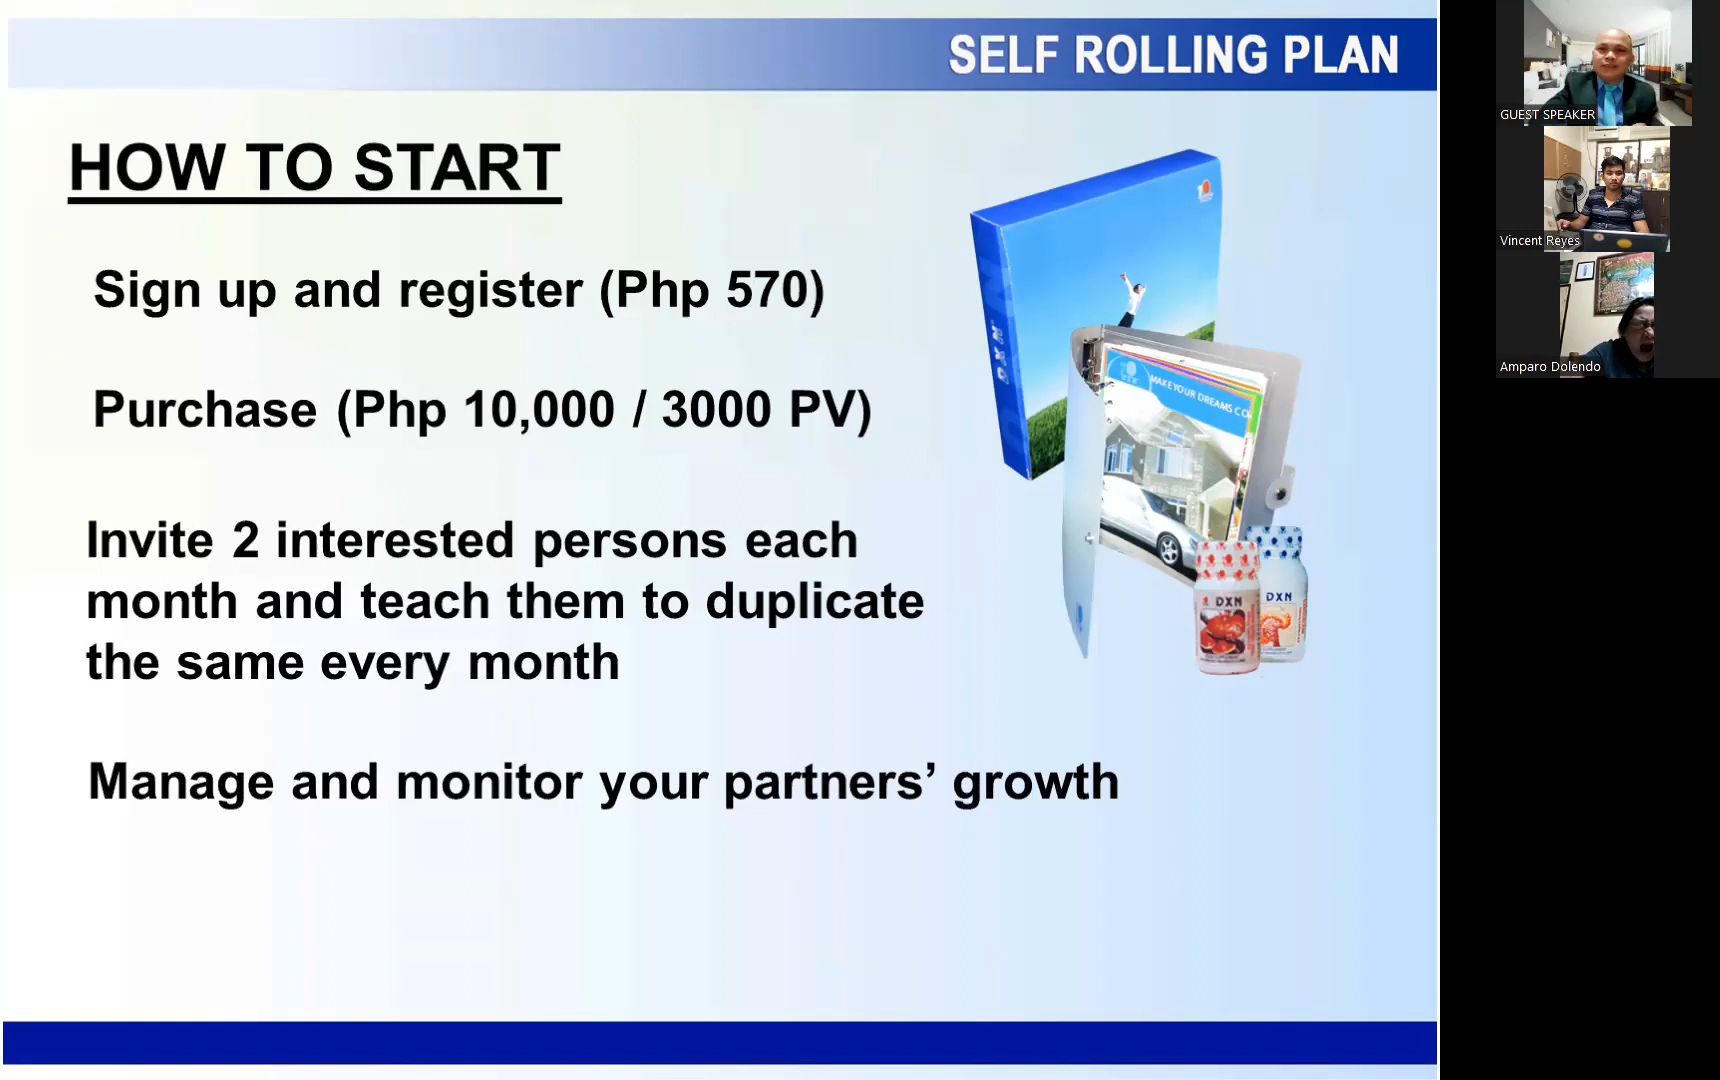 SELF ROLLING PLAN
HOW TO START
Sign up and register (Php 570)
Purchase (Php 10,000 / 3000 PV)
Invite 2 interested persons each
month and teach them to duplicate
the same every month
Manage and monitor your partners’ growth
DXN
MAKE YOUR DREAMS CO
DXN
DXN
GUEST SPEAKER
Vincent Reyes
Amparo Dolendo